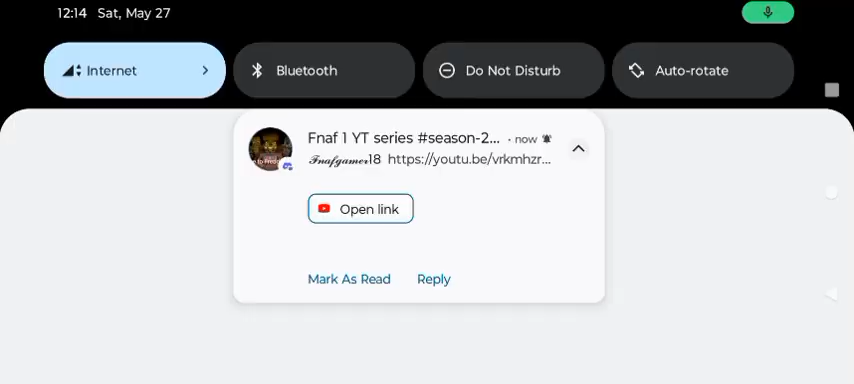 12:14 Sat, May 27
Internet
Bluetooth
Do Not Disturb
Auto-rotate
Fnaf 1 YT series #season-2... · now
𝓕𝓷𝓪𝓯𝓰𝓪𝓶𝓮𝓻18 https://youtu.be/vrkmhzr...
Open link
Mark As Read Reply